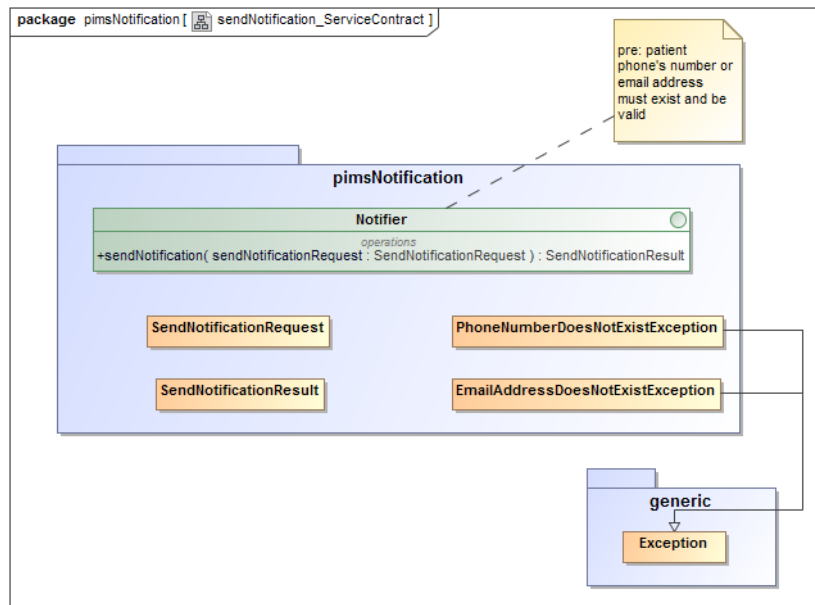 package pimsNotification [ sendNotification_ServiceContract ]
pre: patient
phone's number or
email address
must exist and be
valid
pimsNotification
Notifier
operations
+sendNotification( sendNotificationRequest : SendNotificationRequest ) : SendNotificationResult
SendNotificationRequest
PhoneNumberDoesNotExistException
SendNotificationResult
EmailAddressDoesNotExistException
generic
Exception